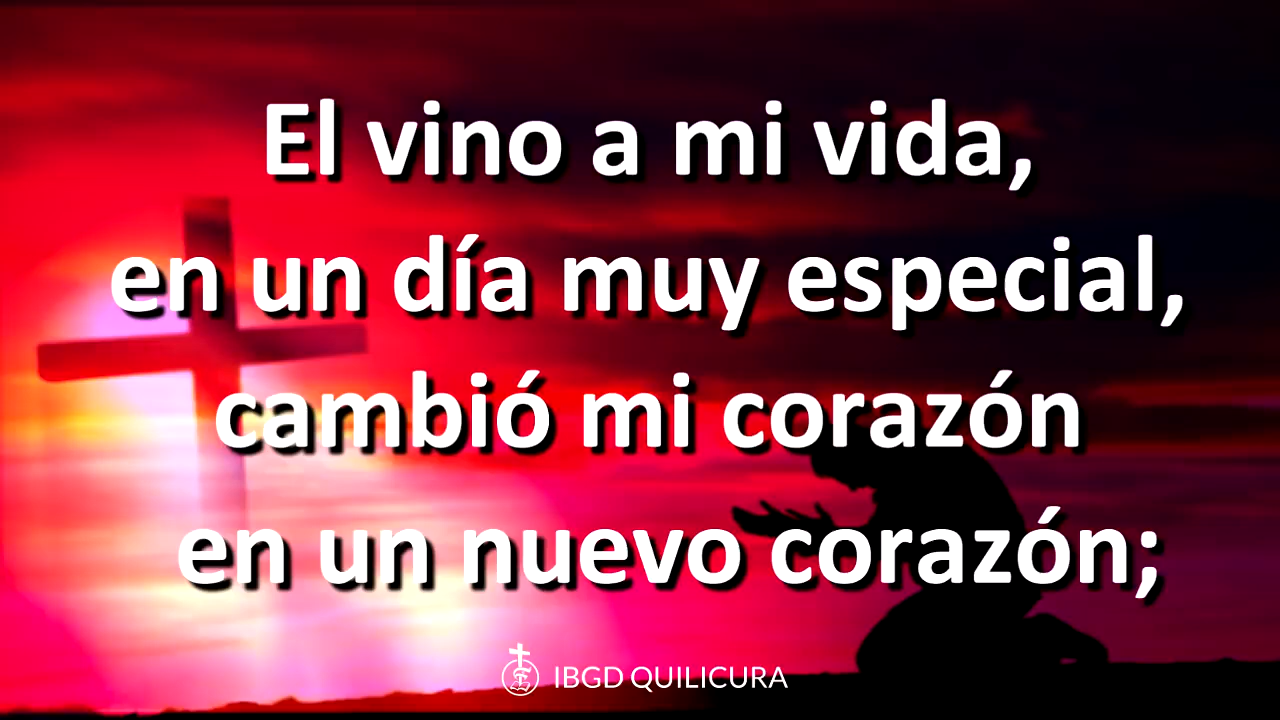 El vino a mi vida,
en un día muy especial,
cambió mi corazón
en un nuevo corazón;
IBGD QUILICURA